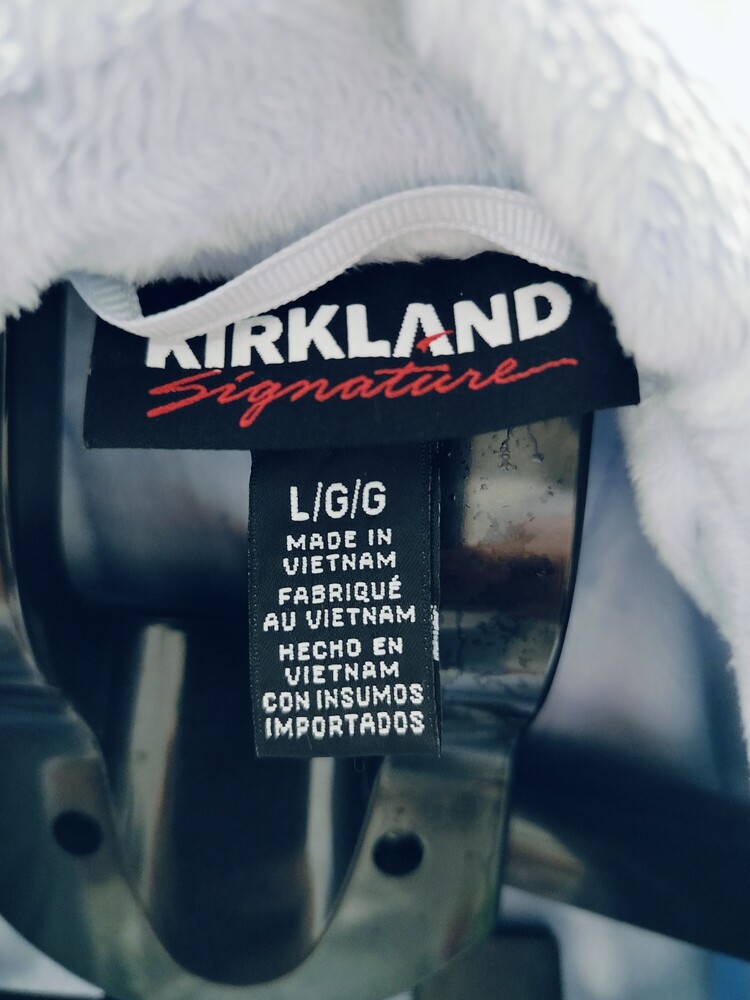 KIRKLAND
Signature
L/G/G
MADE IN
VIETNAM
FABRIQUÉ
AU VIETNAM
HECHO EN
VIETNAM
CON INSUMOS
IMPORTADOS